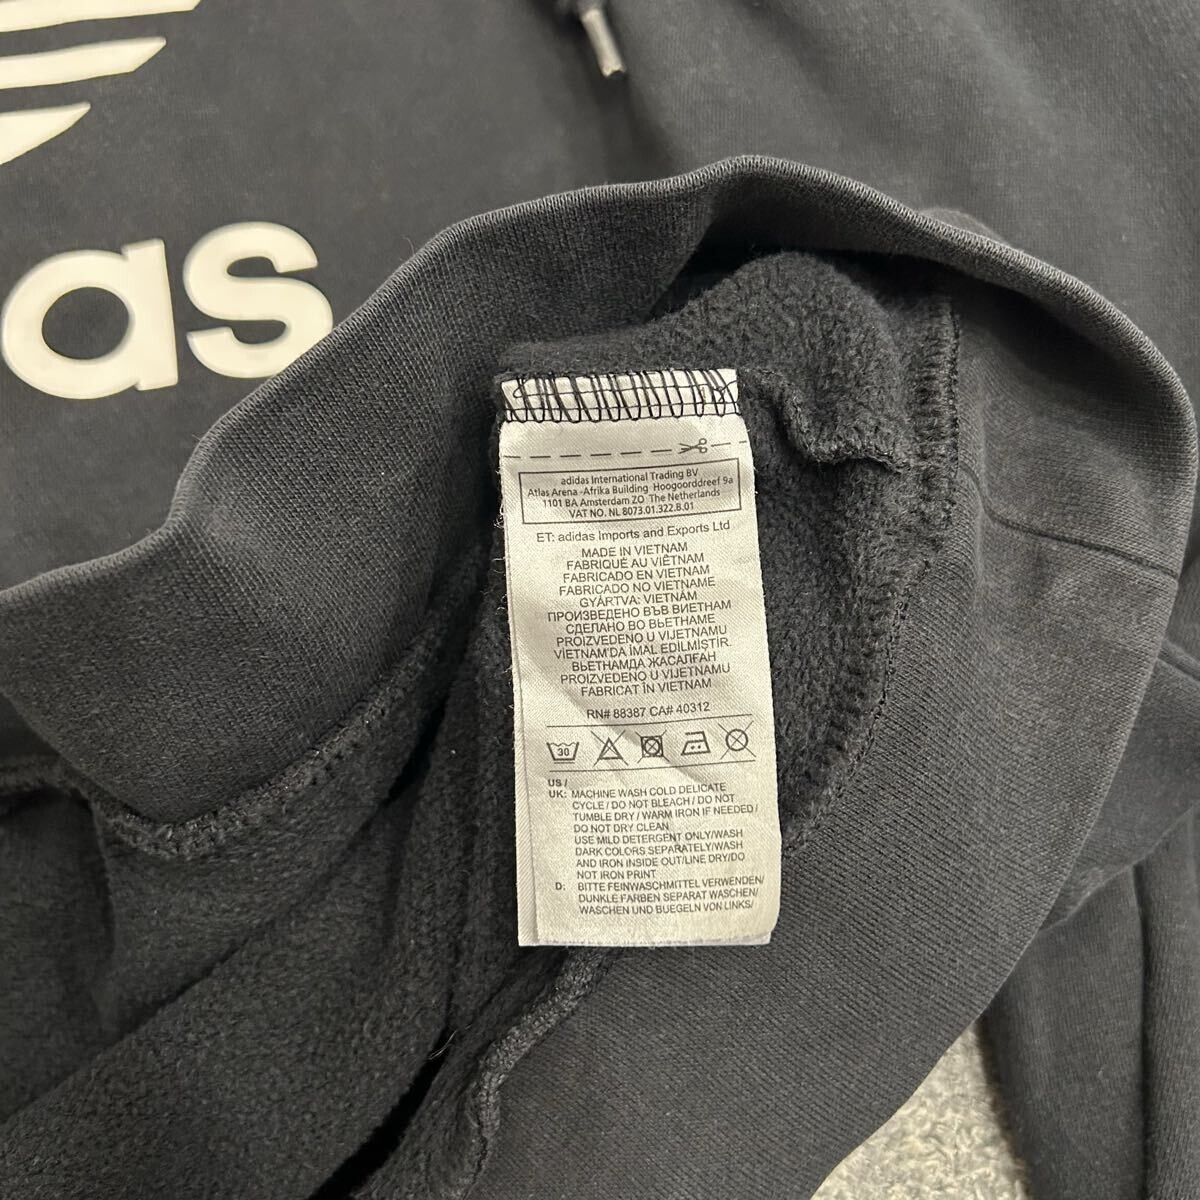 as
adidas International Trading BV
Atlas Arena -Afrika Building Hoogoorddreef 9a
1101 BA Amsterdam ZO The Netherlands
VAT NO. NL 8073.01.322.B.01
ET: adidas Imports and Exports Ltd
MADE IN VIETNAM
FABRIQUÉ AU VIÊTNAM
FABRICADO EN VIETNAM
FABRICADO NO VIETNAME
GYÁRTVA: VIETNÁM
ПРОИЗВЕДЕНО ВЪВ ВИЕТНАМ
СДЕЛАНО ВО ВЬЕТНАМЕ
PROIZVEDENO U VIJETNAMU
VİETNAM'DA İMAL EDİLMİŞTİR.
ВЬЕТНАМДА ЖАСАЛҒАН
PROIZVEDENO U VIJETNAMU
FABRICAT ÎN VIETNAM
RN# 88387 CA# 40312
30
US /
UK: MACHINE WASH COLD DELICATE
CYCLE / DO NOT BLEACH / DO NOT
TUMBLE DRY / WARM IRON IF NEEDED /
DO NOT DRY CLEAN
USE MILD DETERGENT ONLY/WASH
DARK COLORS SEPARATELY/WASH
AND IRON INSIDE OUT/LINE DRY/DO
NOT IRON PRINT
D: BITTE FEINWASCHMITTEL VERWENDEN/
DUNKLE FARBEN SEPARAT WASCHEN/
WASCHEN UND BUEGELN VON LINKS/